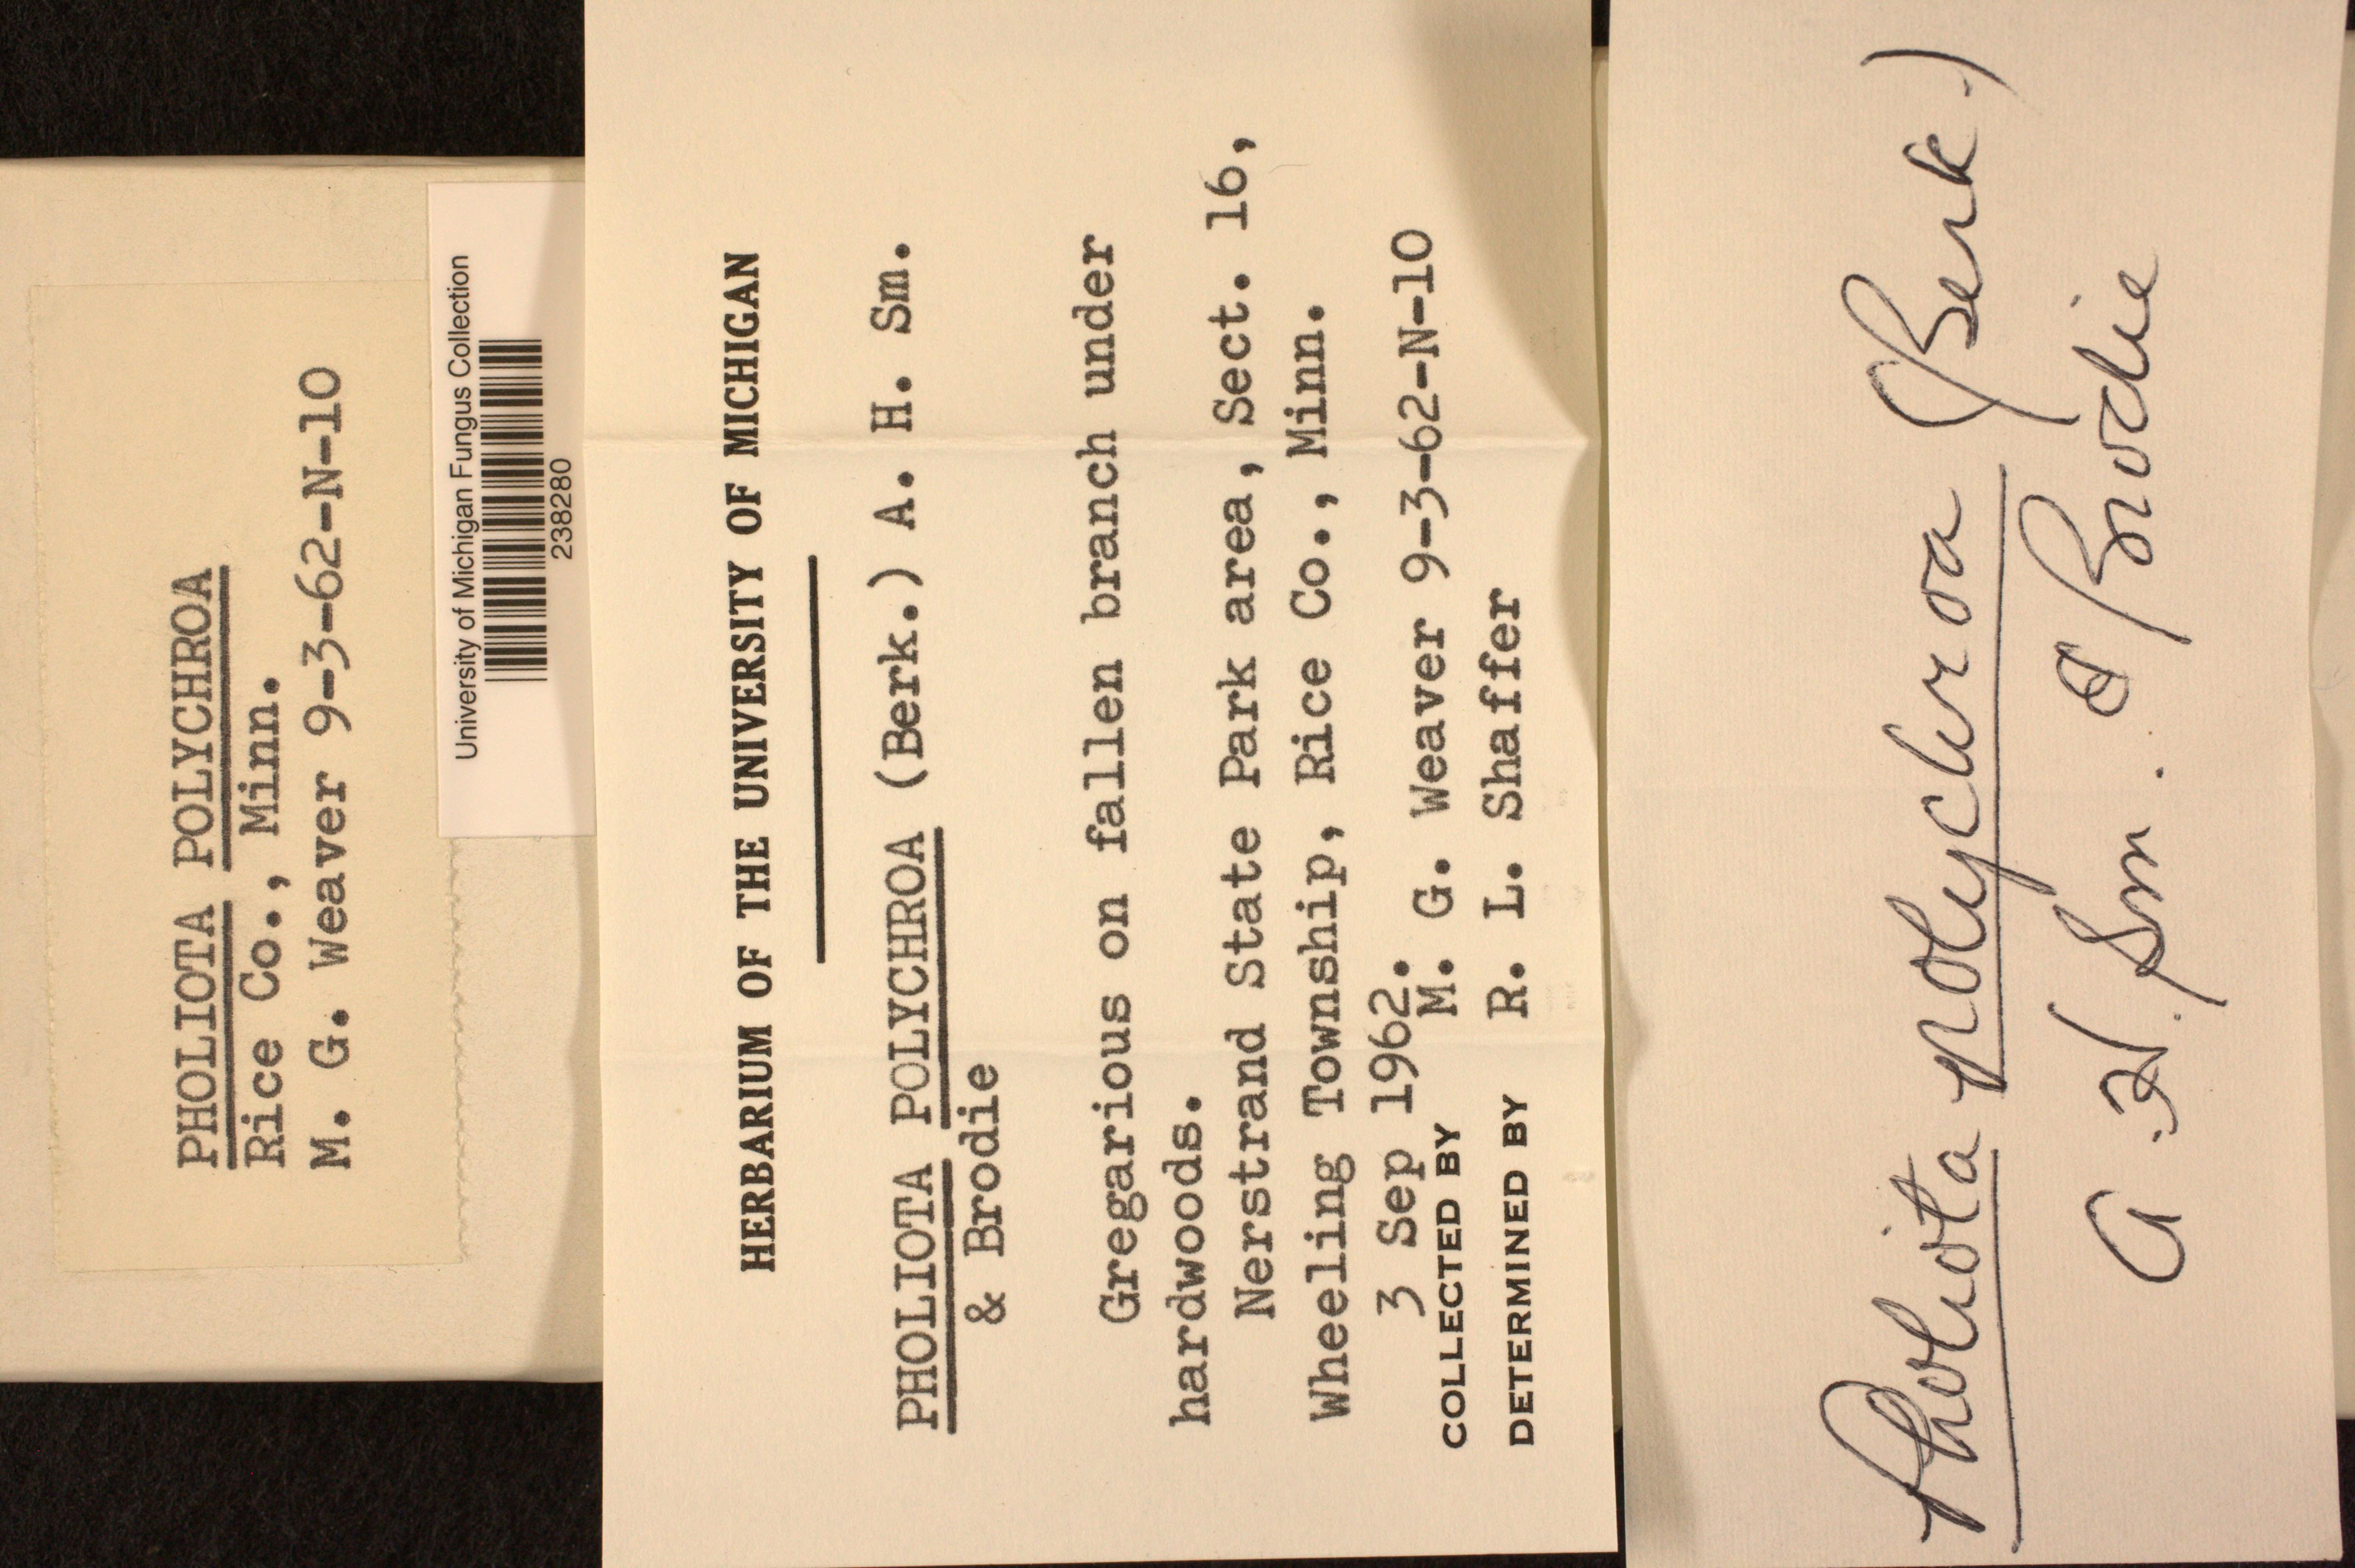 PHOLIOTA POLYCHROA
Rice Co., Minn.
M. G. Weaver 9-3-62-N-10
University of Michigan Fungus Collection
238280
HERBARIUM OF THE UNIVERSITY OF MICHIGAN
PHOLIOTA POLYCHROA (Berk.) A. H. Sm.
& Brodie
Gregarious on fallen branch under
hardwoods.
Nerstrand State Park area, Sect. 16,
Wheeling Township, Rice Co., Minn.
3 Sep 1962.
COLLECTED BY M. G. Weaver 9-3-62-N-10
DETERMINED BY R. L. Shaffer
Pholiota polychroa (Berk.)
A. H. Sm. & Brodie